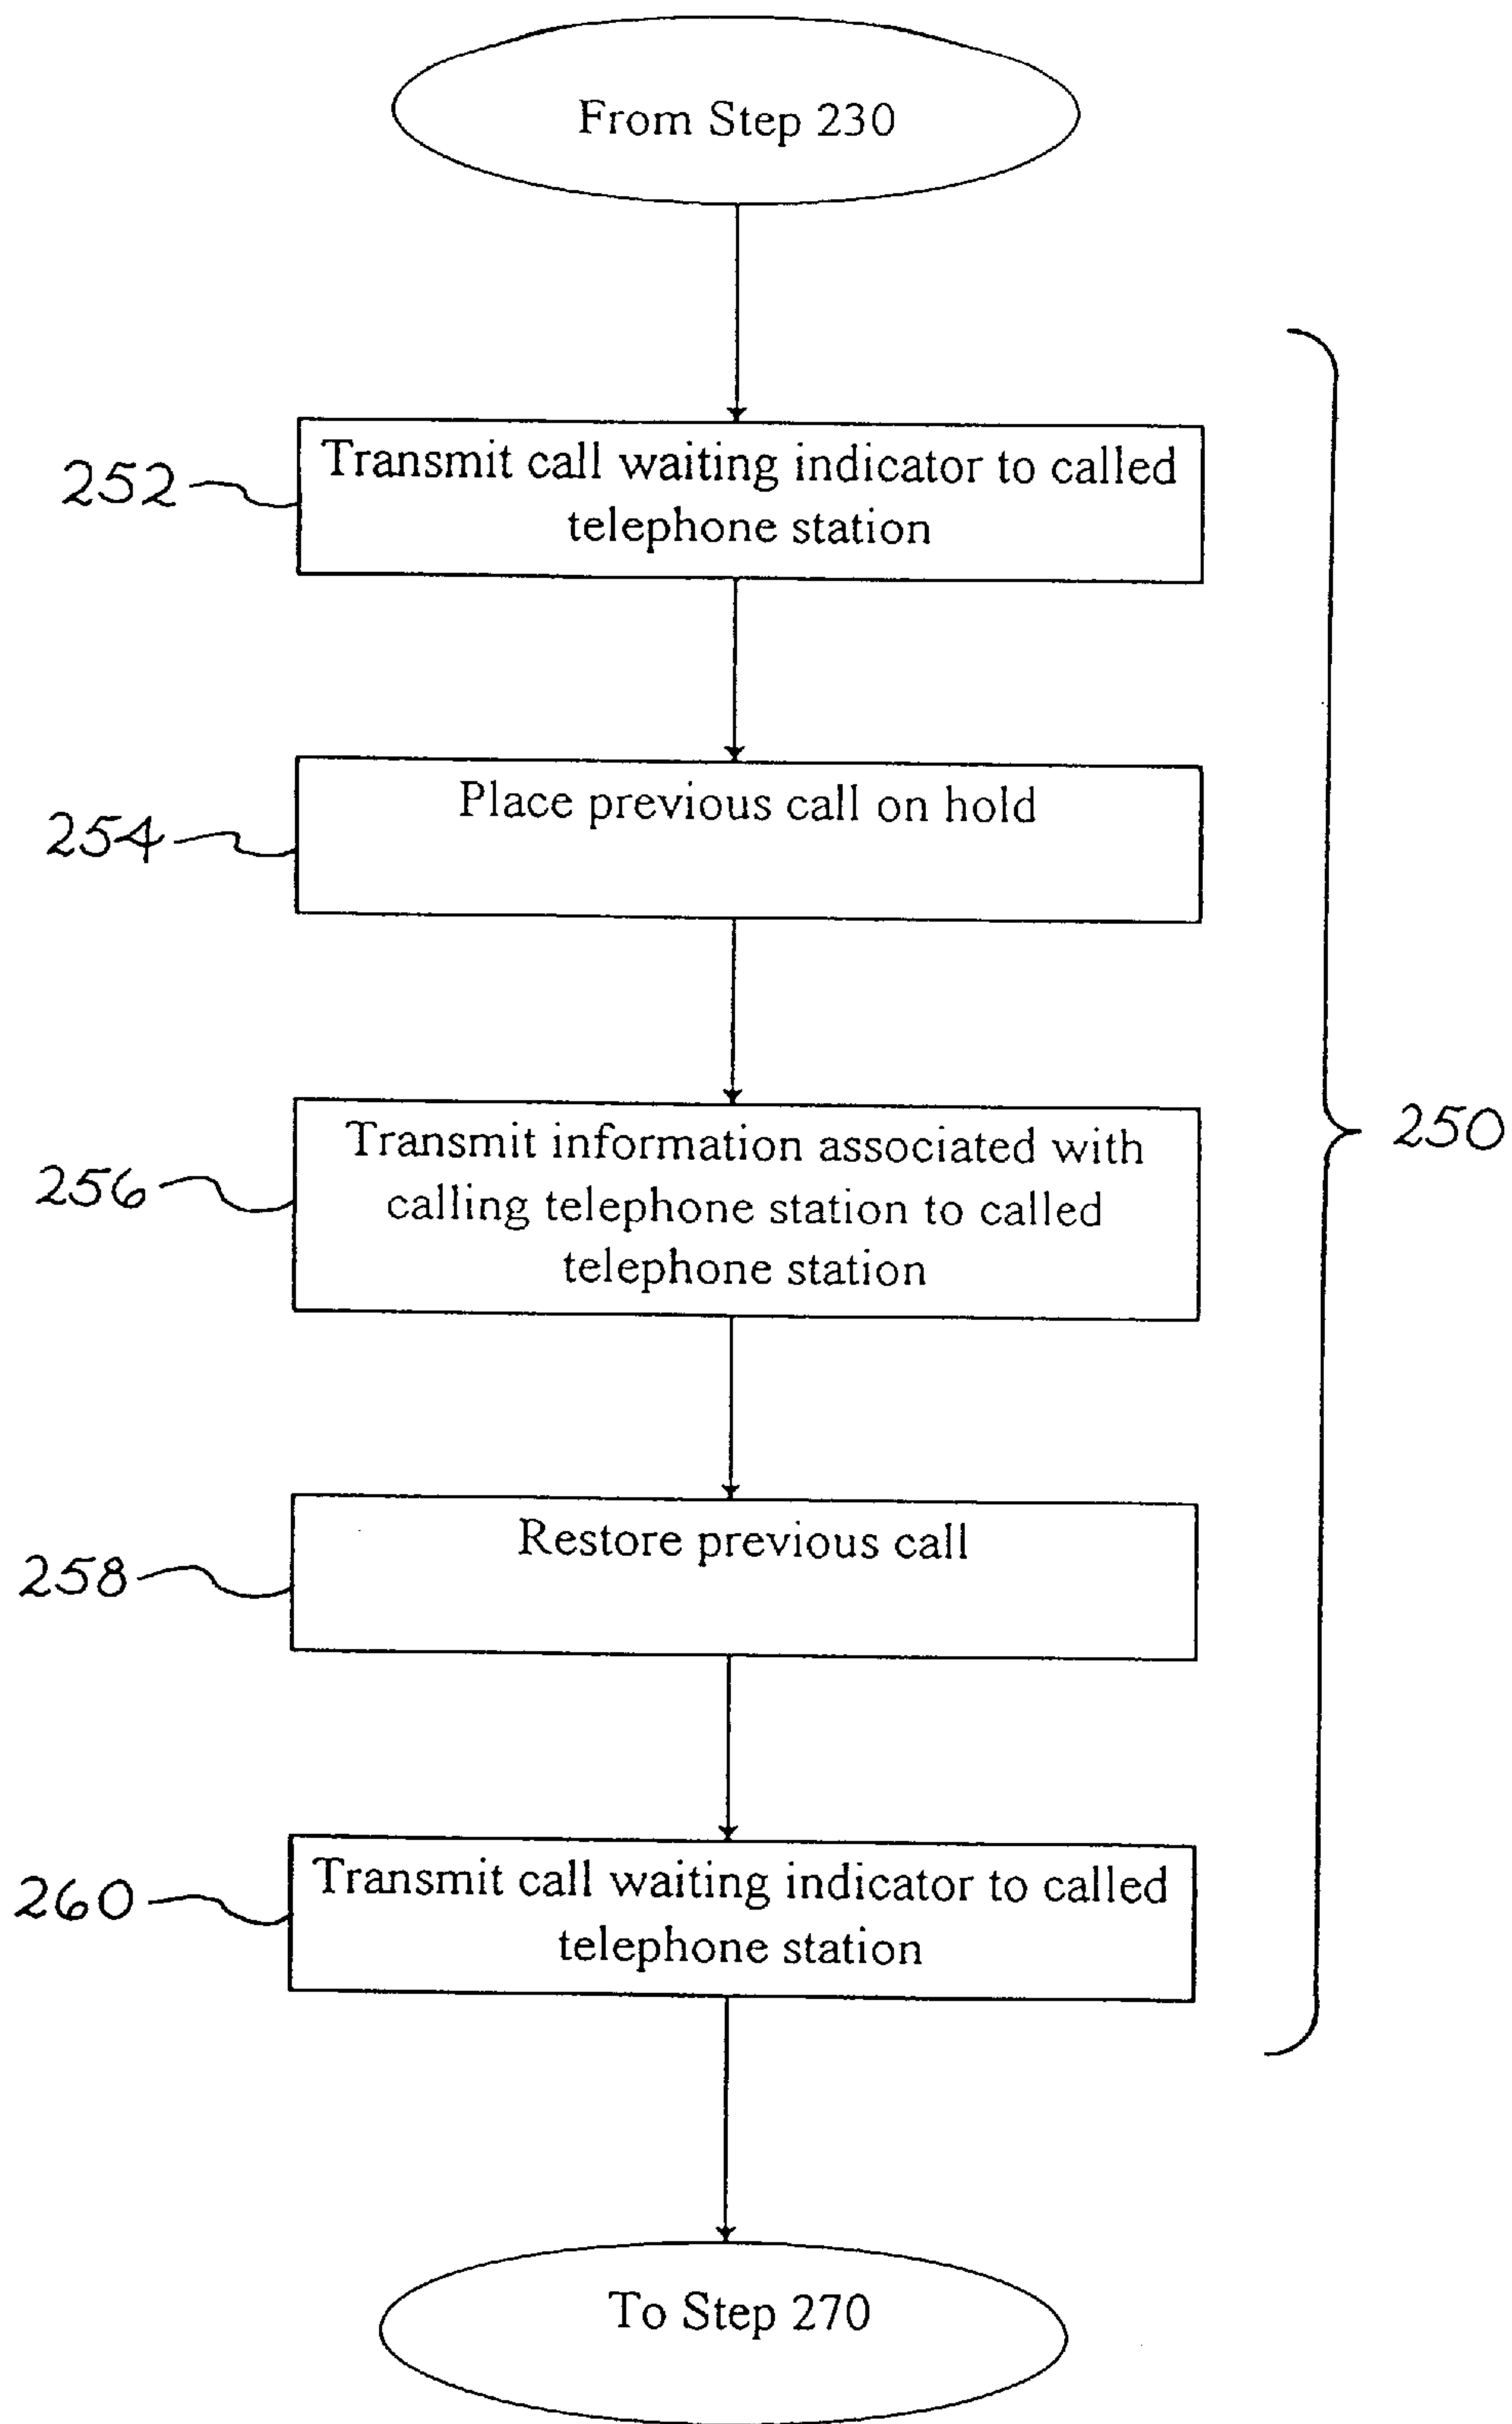 From Step 230
252
Transmit call waiting indicator to called
telephone station
254
Place previous call on hold
256
Transmit information associated with
calling telephone station to called
telephone station
250
258
Restore previous call
260
Transmit call waiting indicator to called
telephone station
To Step 270